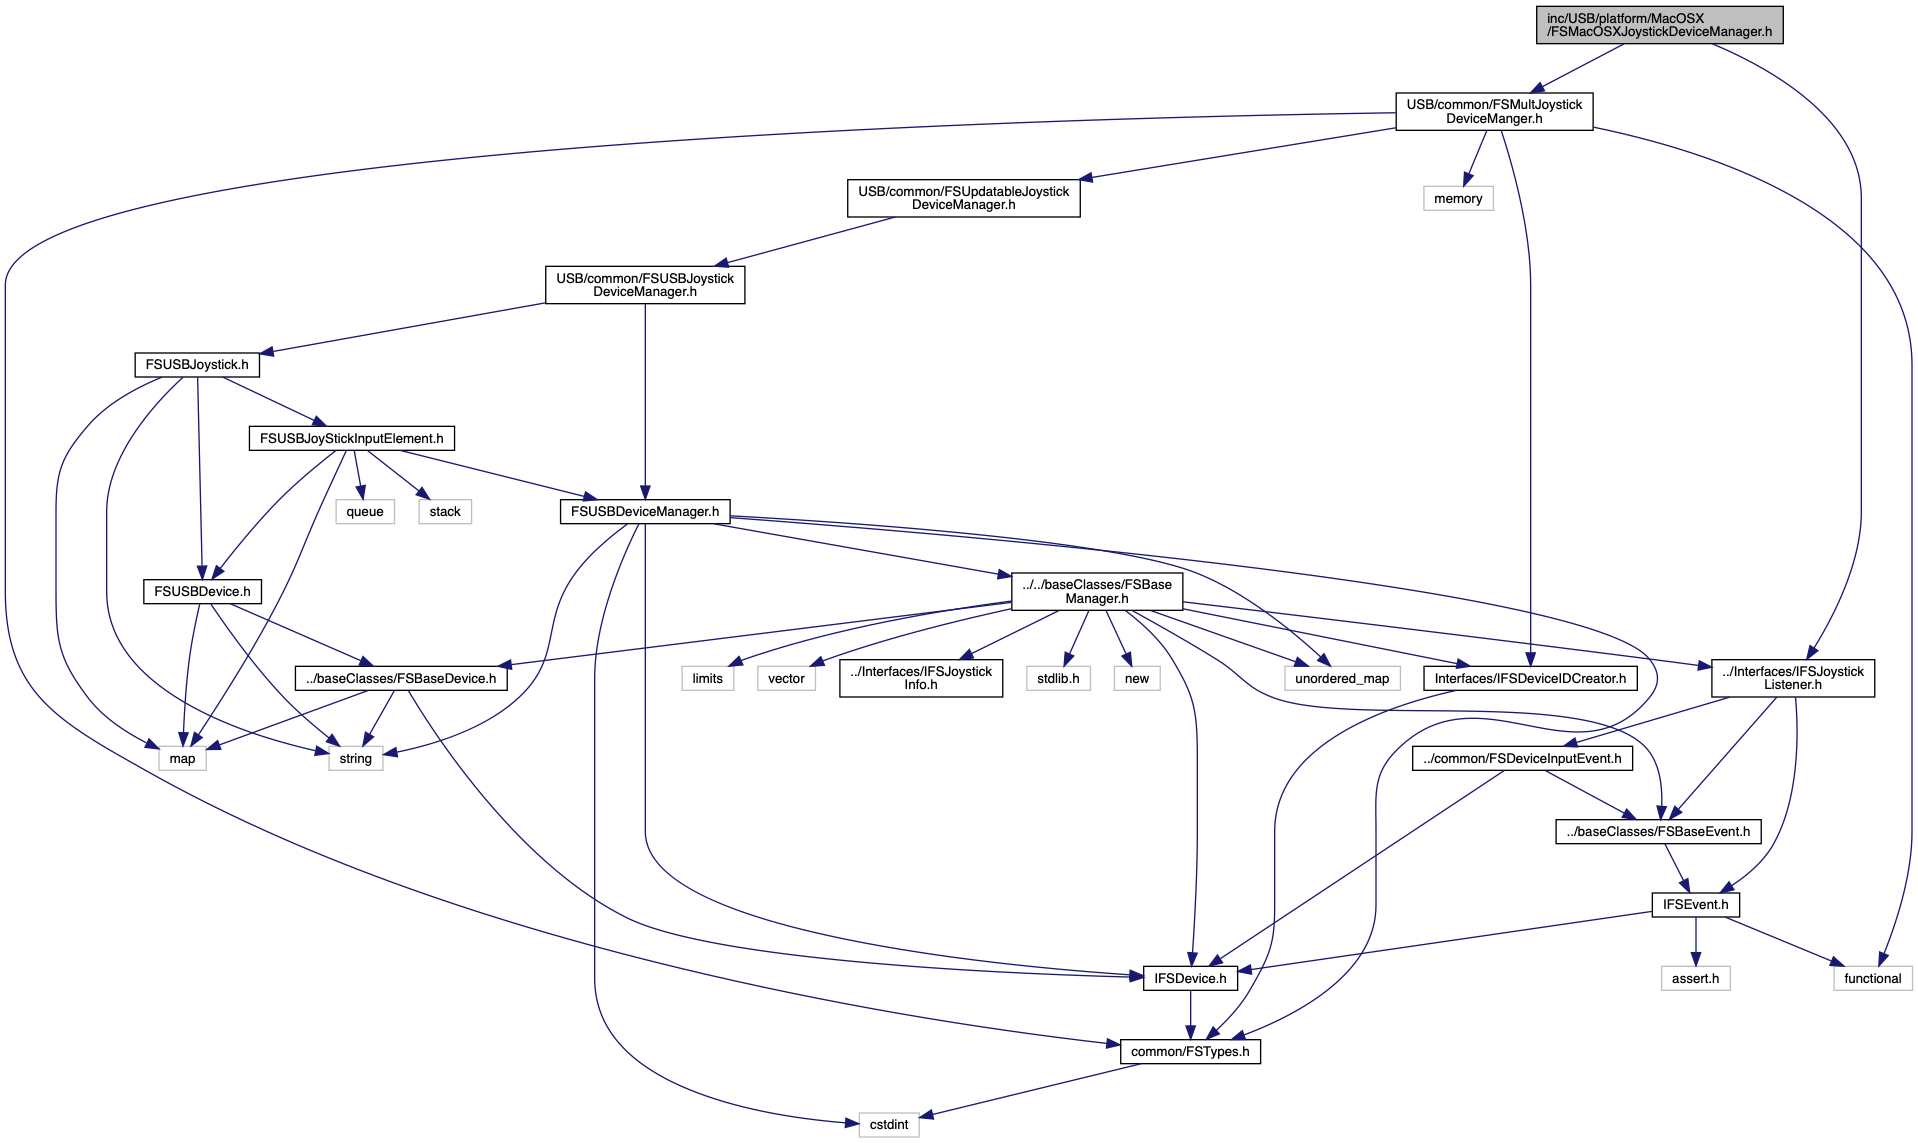 inc/USB/platform/MacOSX
/FSMacOSXJoystickDeviceManager.h
USB/common/FSMultJoystick
DeviceManger.h
USB/common/FSUpdatableJoystick
DeviceManager.h
memory
USB/common/FSUSBJoystick
DeviceManager.h
FSUSBJoystick.h
FSUSBJoyStickInputElement.h
queue
stack
FSUSBDeviceManager.h
FSUSBDevice.h
../../baseClasses/FSBase
Manager.h
../baseClasses/FSBaseDevice.h
limits
vector
../Interfaces/IFSJoystick
Info.h
stdlib.h
new
unordered_map
Interfaces/IFSDeviceIDCreator.h
../Interfaces/IFSJoystick
Listener.h
map
string
../common/FSDeviceInputEvent.h
../baseClasses/FSBaseEvent.h
IFSEvent.h
IFSDevice.h
assert.h
functional
common/FSTypes.h
cstdint